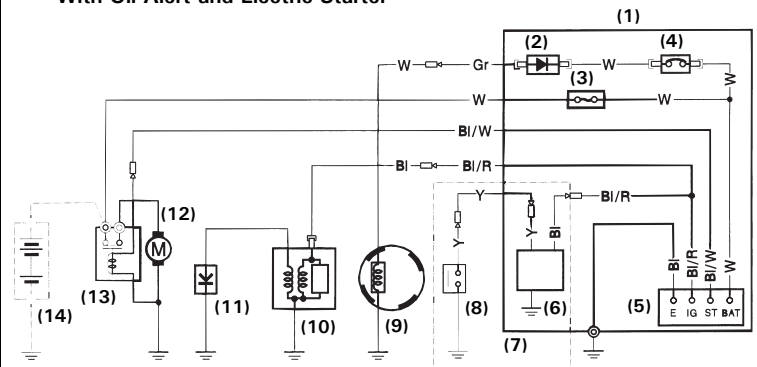 With Oil Alert and Electric Starter
(1)
(2)
(4)
W
Gr
W
(3)
W
W
W
Bl/W
Bl
Bl/R
Y
Bl/R
(12)
Y
Y
Bl
M
Bl
Bl/R
Bl/W
W
(13)
(14)
(11)
(10)
(9)
(8)
(6)
(5)
E IG ST BAT
(7)